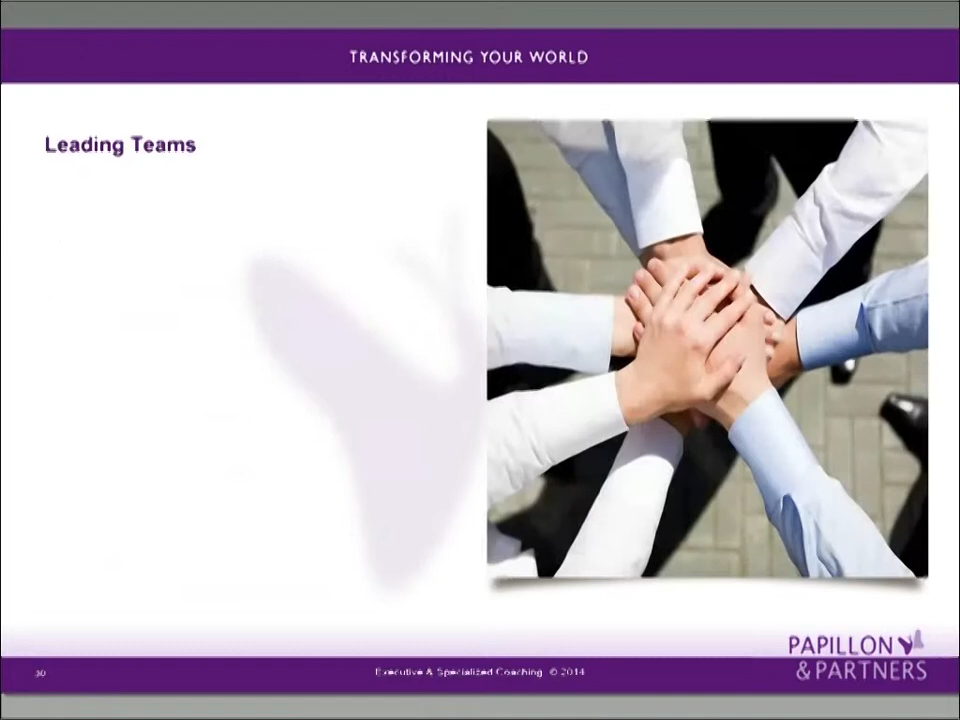 TRANSFORMING YOUR WORLD
Leading Teams
PAPILLON
& PARTNERS
30
Executive & Specialized Coaching © 2014